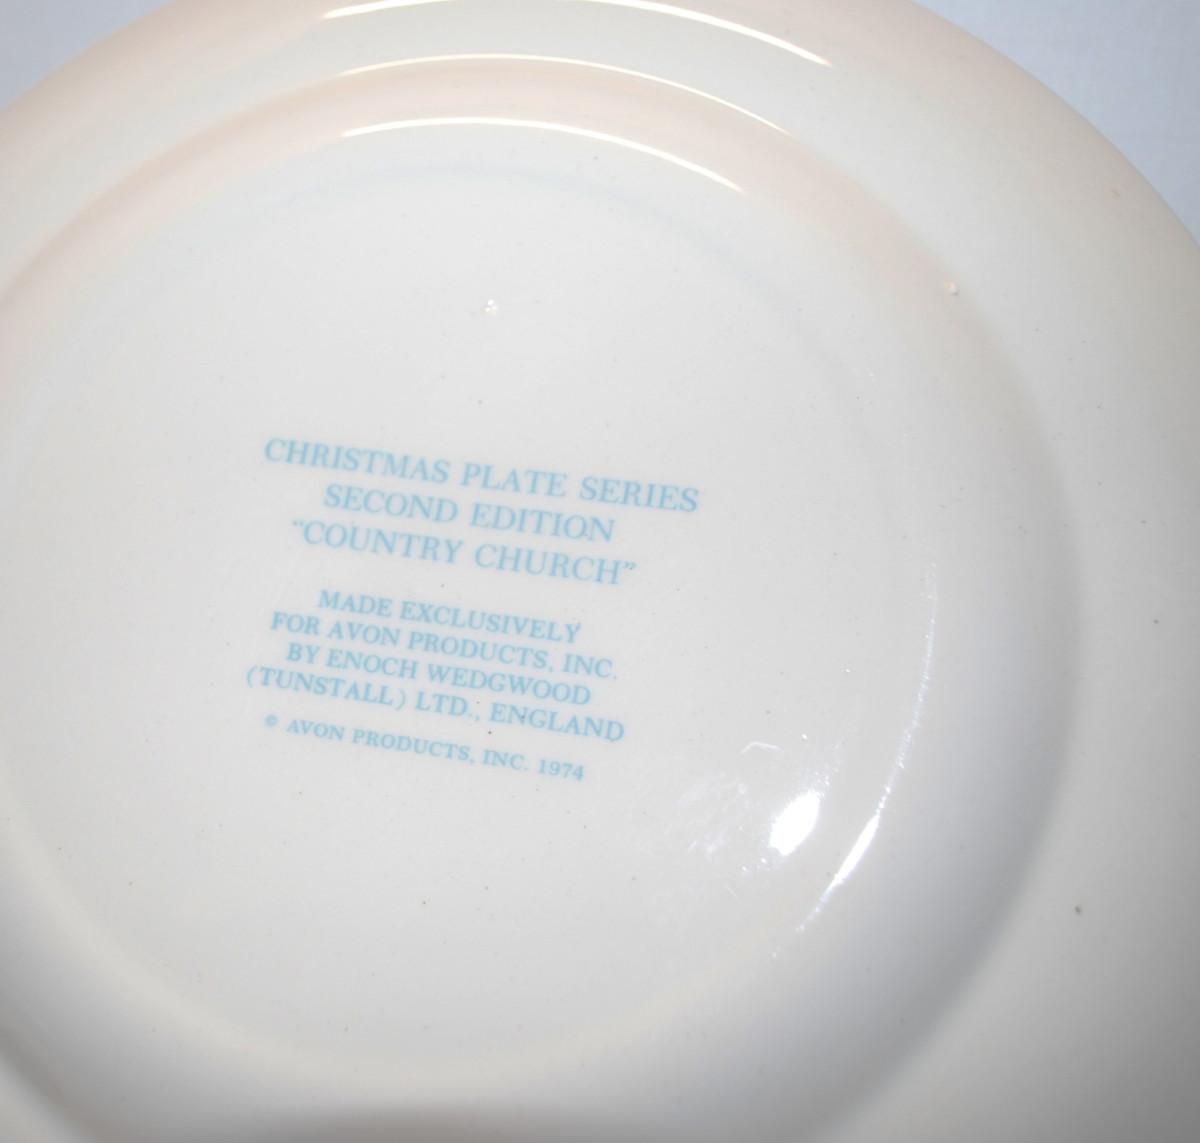 CHRISTMAS PLATE SERIES
SECOND EDITION
“COUNTRY CHURCH”
MADE EXCLUSIVELY
FOR AVON PRODUCTS, INC.
BY ENOCH WEDGWOOD
(TUNSTALL) LTD., ENGLAND
© AVON PRODUCTS, INC. 1974